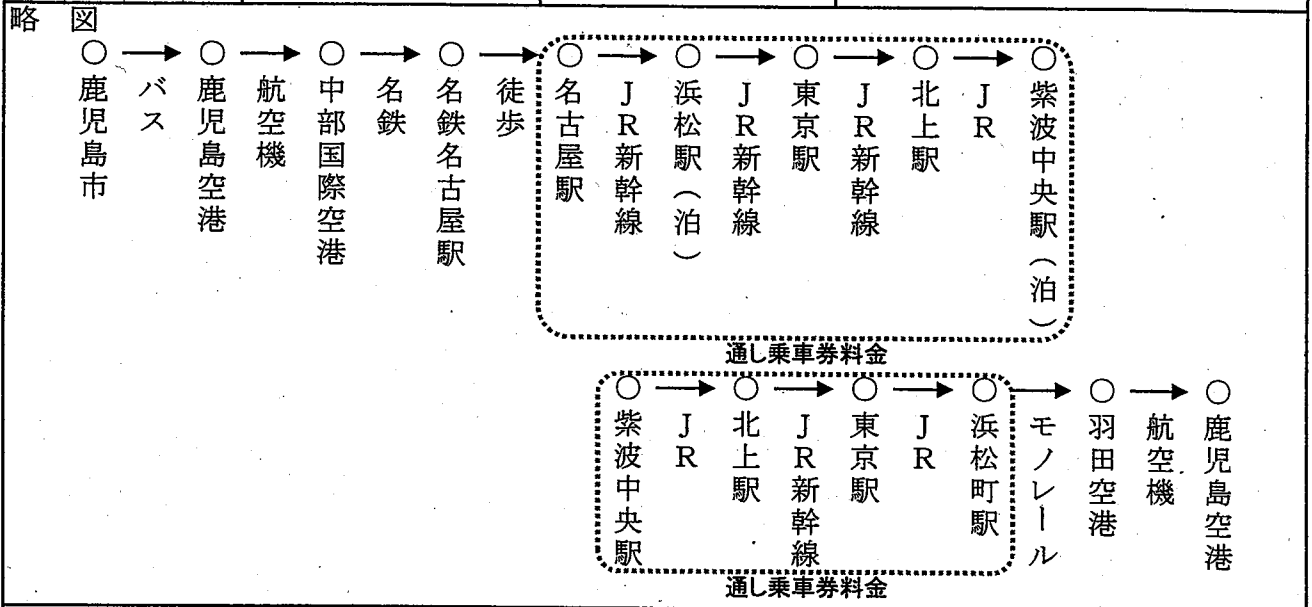 略図
○→○→○→○→○→○→○→○→○
鹿児島市
バス
鹿児島空港
航空機
中部国際空港
名鉄
名鉄名古屋駅
徒歩
名古屋駅
JR新幹線
浜松駅(泊)
JR新幹線
東京駅
JR新幹線
北上駅
JR
紫波中央駅(泊)
通し乗車券料金
○→○→○→○→○→○
紫波中央駅
JR
北上駅
JR新幹線
東京駅
JR
浜松町駅
モノレール
羽田空港
航空機
鹿児島空港
通し乗車券料金